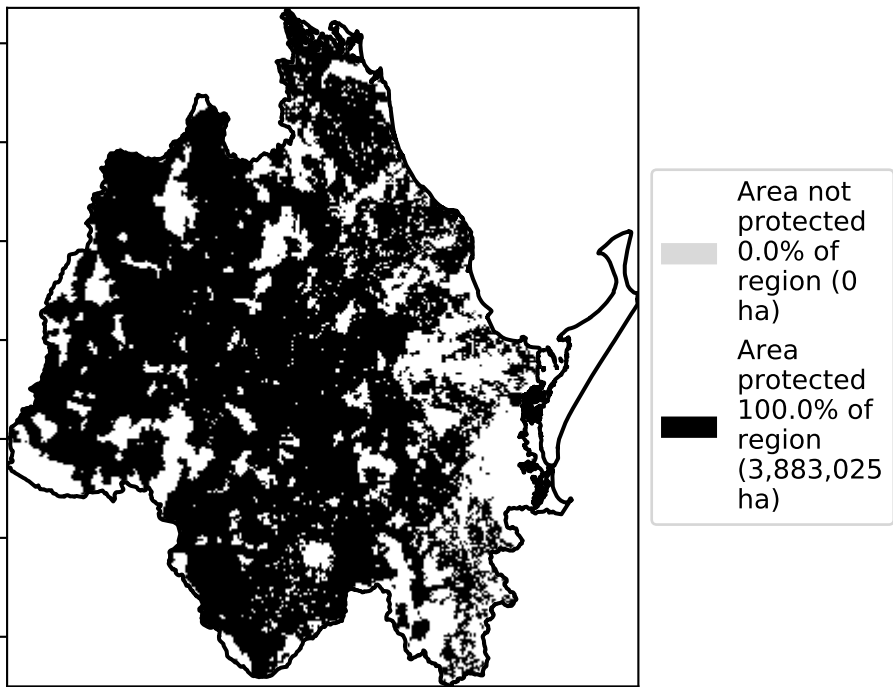 Area not
protected
0.0% of
region (0
ha)
Area
protected
100.0% of
region
(3,883,025
ha)